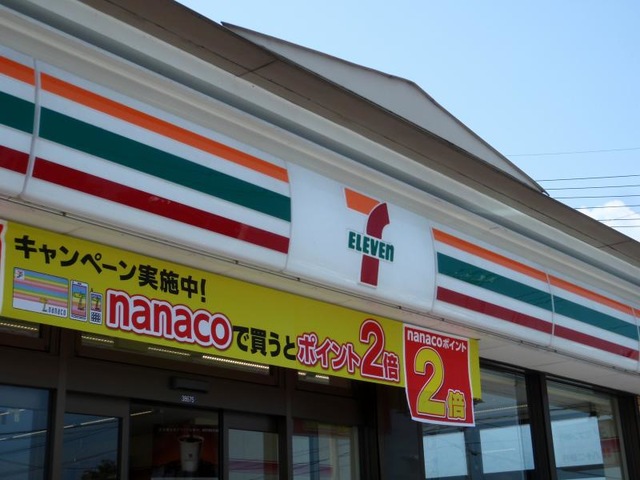 7
ELEVEN
キャンペーン実施中!
nanaco
nanacoで買うとポイント2倍
nanacoポイント
2倍